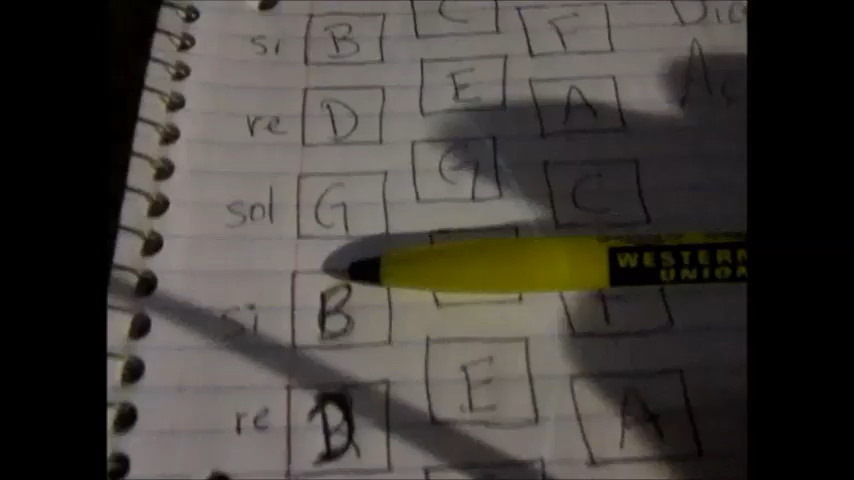 C
si B F
E
re D A
G
sol G C
WESTERN
UNION
si B
E
re D A